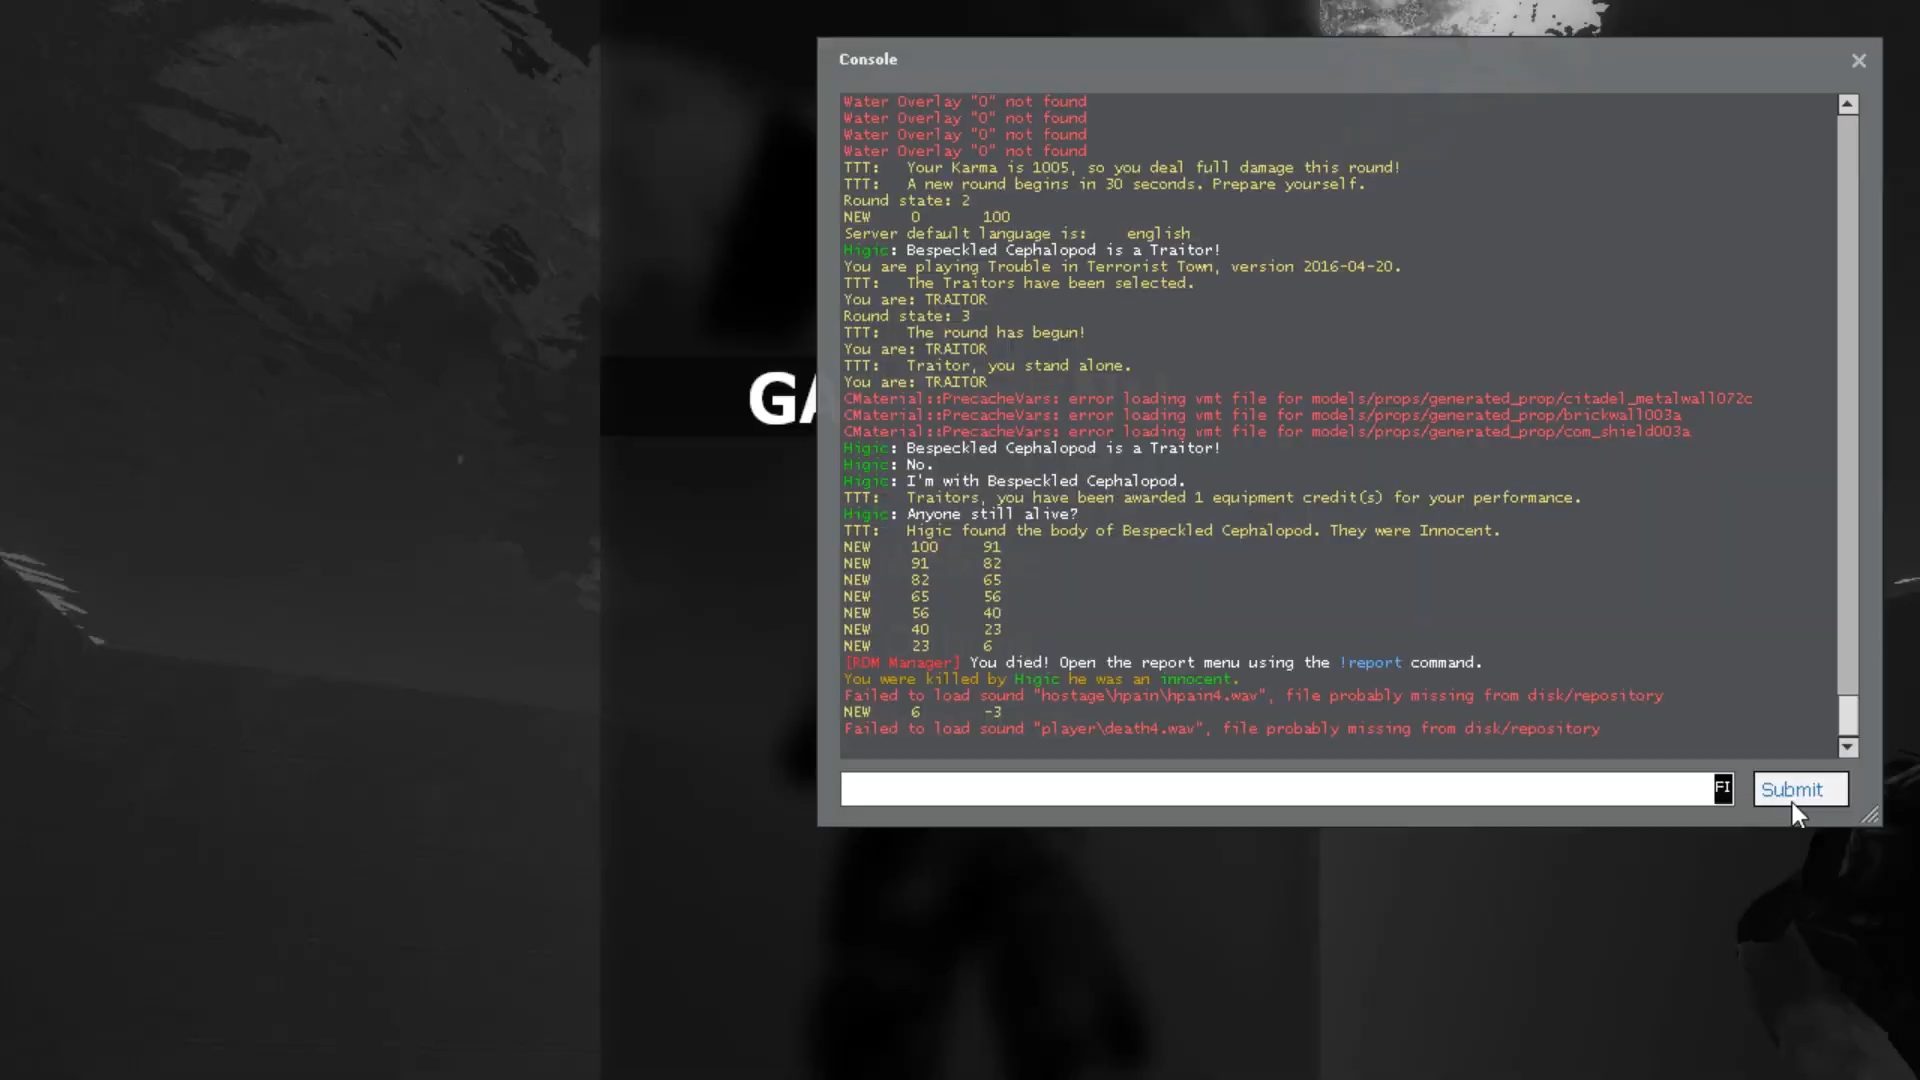 Console
Water Overlay "0" not found
Water Overlay "0" not found
Water Overlay "0" not found
Water Overlay "0" not found
TTT: Your Karma is 1005, so you deal full damage this round!
TTT: A new round begins in 30 seconds. Prepare yourself.
Round state: 2
NEW 0 100
Server default language is: english
Higic: Bespeckled Cephalopod is a Traitor!
You are playing Trouble in Terrorist Town, version 2016-04-20.
TTT: The Traitors have been selected.
You are: TRAITOR
Round state: 3
TTT: The round has begun!
You are: TRAITOR
TTT: Traitor, you stand alone.
You are: TRAITOR
CMaterial::PrecacheVars: error loading vmt file for models/props/generated_prop/citadel_metalwall072c
CMaterial::PrecacheVars: error loading vmt file for models/props/generated_prop/brickwall003a
CMaterial::PrecacheVars: error loading vmt file for models/props/generated_prop/com_shield003a
Higic: Bespeckled Cephalopod is a Traitor!
Higic: No.
Higic: I'm with Bespeckled Cephalopod.
TTT: Traitors, you have been awarded 1 equipment credit(s) for your performance.
Higic: Anyone still alive?
TTT: Higic found the body of Bespeckled Cephalopod. They were Innocent.
NEW 100 91
NEW 91 82
NEW 82 65
NEW 65 56
NEW 56 40
NEW 40 23
NEW 23 6
[RDM Manager] You died! Open the report menu using the !report command.
You were killed by Higic he was an innocent.
Failed to load sound "hostage\hpain\hpain4.wav", file probably missing from disk/repository
NEW 6 -3
Failed to load sound "player\death4.wav", file probably missing from disk/repository
FI
Submit